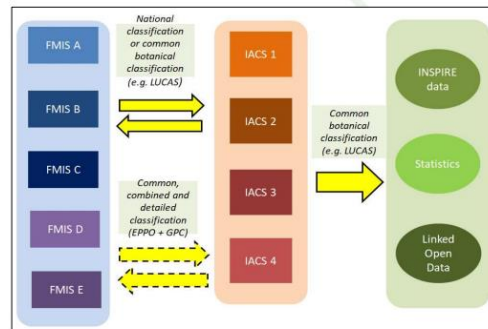 FMIS A
FMIS B
FMIS C
FMIS D
FMIS E
National
classification
or common
botanical
classification
(e.g. LUCAS)
Common,
combined and
detailed
classification
(EPPO + GPC)
IACS 1
IACS 2
IACS 3
IACS 4
Common
botanical
classification
(e.g. LUCAS)
INSPIRE
data
Statistics
Linked
Open
Data